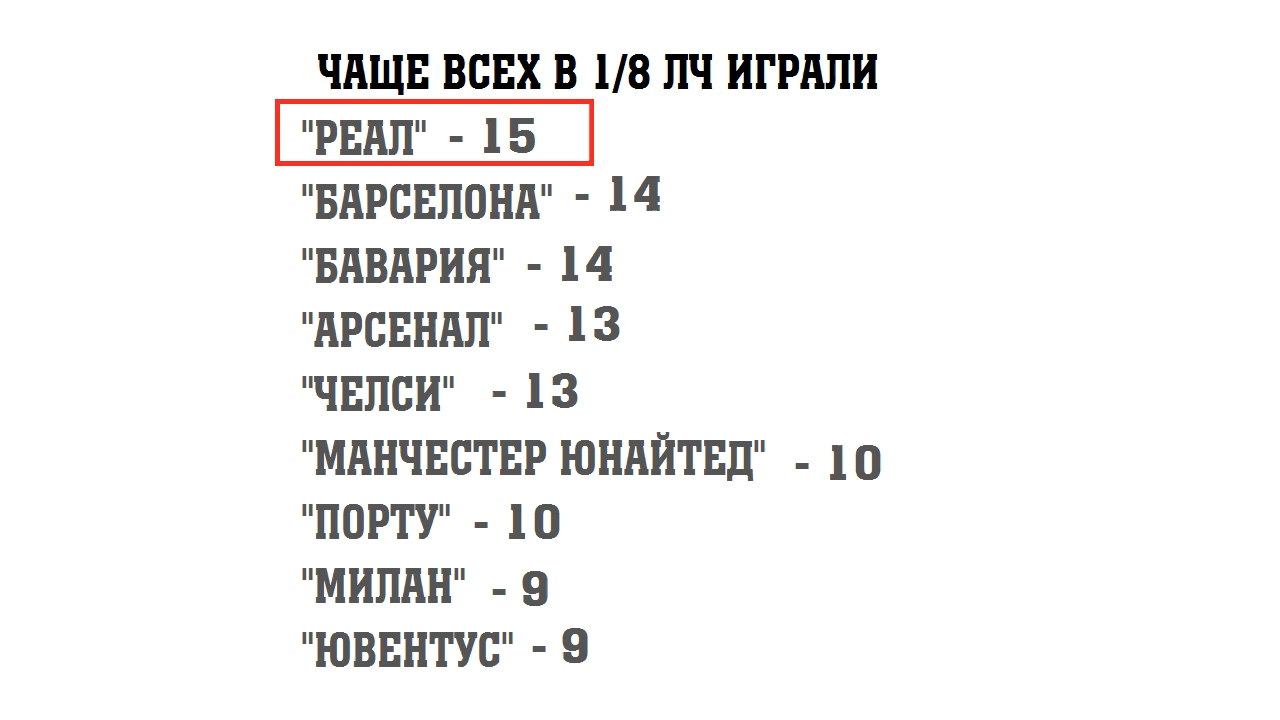 ЧАЩЕ ВСЕХ В 1/8 ЛЧ ИГРАЛИ
"РЕАЛ" - 15
"БАРСЕЛОНА" - 14
"БАВАРИЯ" - 14
"АРСЕНАЛ" - 13
"ЧЕЛСИ" - 13
"МАНЧЕСТЕР ЮНАЙТЕД" - 10
"ПОРТУ" - 10
"МИЛАН" - 9
"ЮВЕНТУС" - 9